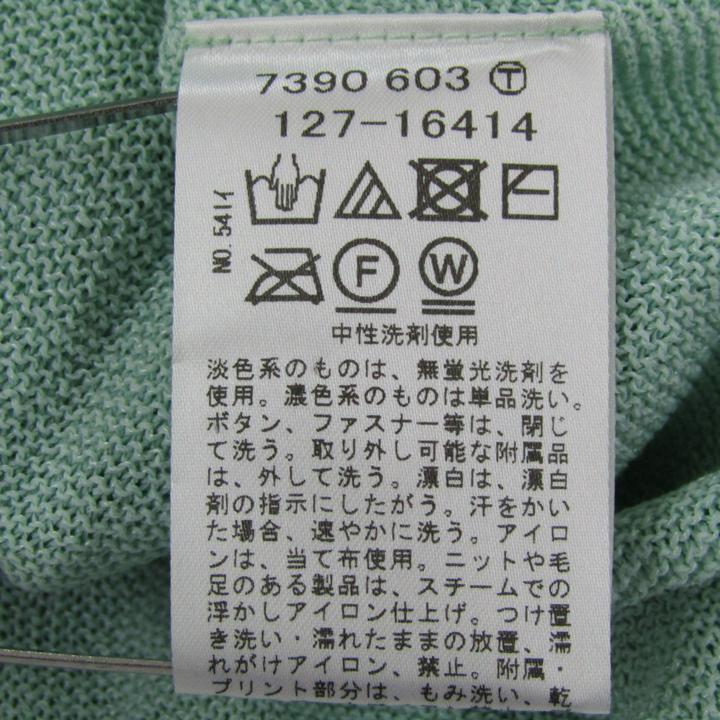 7390 603 Ⓣ
127-16414
NO. 541イ
F W
中性洗剤使用
淡色系のものは、無蛍光洗剤を
使用。濃色系のものは単品洗い。
ボタン、ファスナー等は、閉じ
て洗う。取り外し可能な附属品
は、外して洗う。漂白は、漂白
剤の指示にしたがう。汗をかい
た場合、速やかに洗う。アイロ
ンは、当て布使用。ニットや毛
足のある製品は、スチームでの
浮かしアイロン仕上げ。つけ置
き洗い・濡れたままの放置、濡
れがけアイロン、禁止。附属・
プリント部分は、もみ洗い、乾